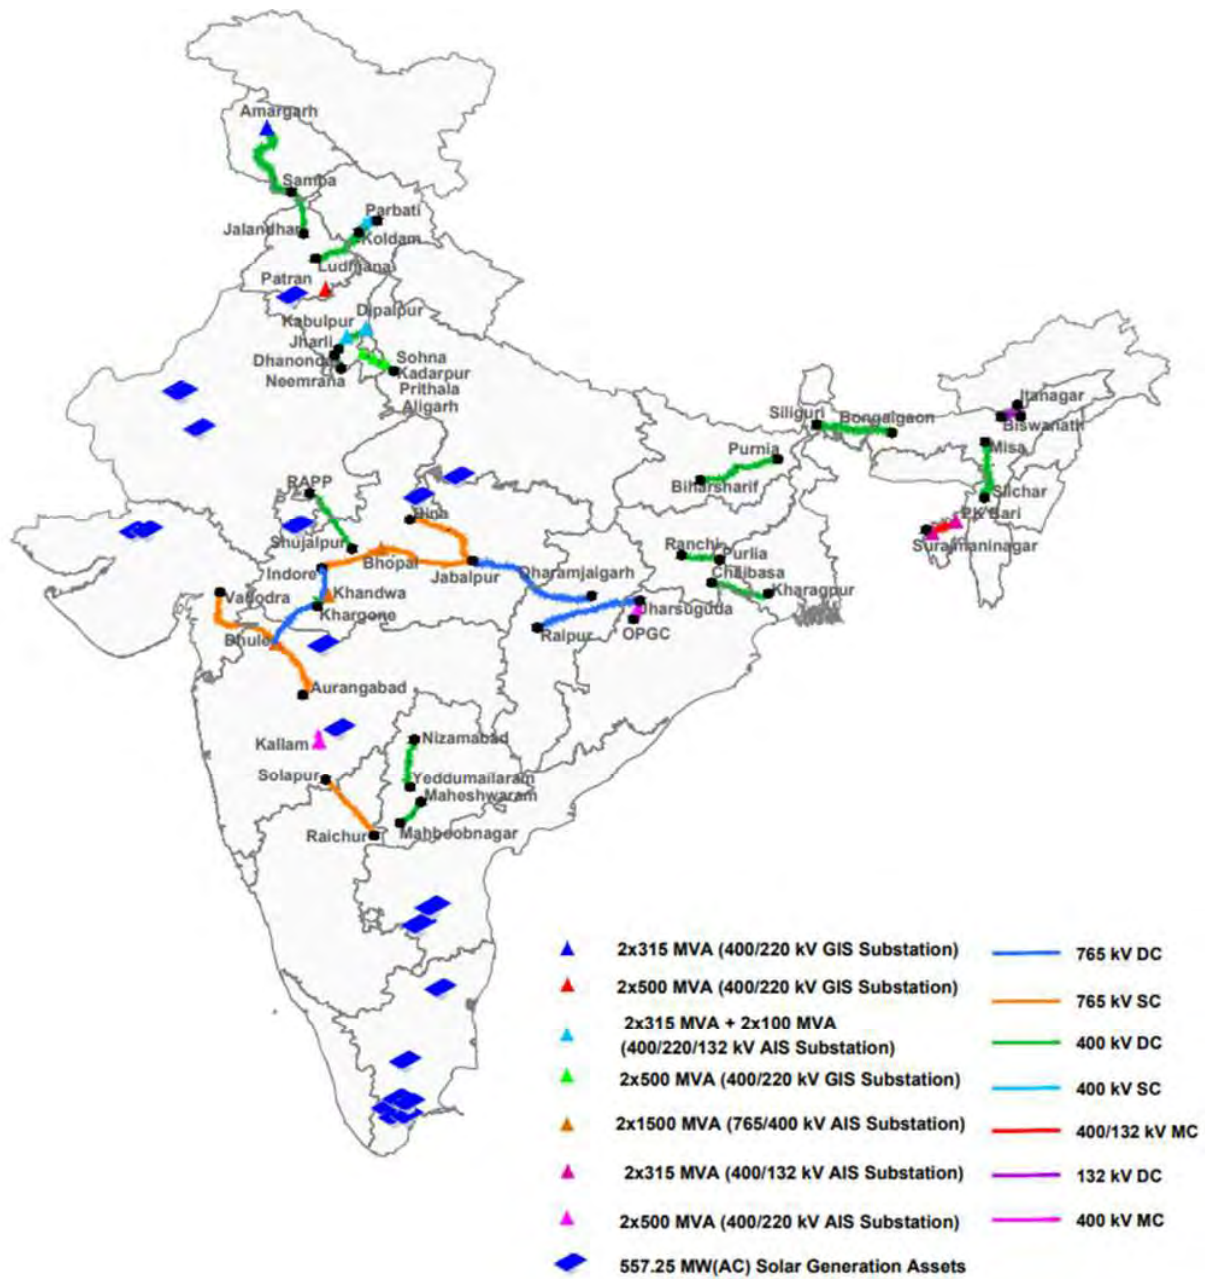 Amargarh
Samba
Parbati
Jalandhar
Koldam
Ludhiana
Patran
Dipalpur
Kabulpur
Jharli
Dhanonda
Sohna
Neemrana
Kadarpur
Prithala
Aligarh
Itanagar
Siliguri
Bongaigaon
Biswanath
Misa
Purnia
RAPP
Biharsharif
Silchar
Bina
PK Bari
Shujalpur
Ranchi
Surajmaninagar
Purlia
Bhopal
Indore
Jabalpur
Dharamjaigarh
Chaibasa
Vadodra
Khandwa
Kharagpur
Khargone
Jharsuguda
Dhule
Raipur
OPGC
Aurangabad
Kallam
Nizamabad
Solapur
Yeddumailaram
Maheshwaram
Raichur
Mahboobnagar
2x315 MVA (400/220 kV GIS Substation)
2x500 MVA (400/220 kV GIS Substation)
2x315 MVA + 2x100 MVA
(400/220/132 kV AIS Substation)
2x500 MVA (400/220 kV GIS Substation)
2x1500 MVA (765/400 kV AIS Substation)
2x315 MVA (400/132 kV AIS Substation)
2x500 MVA (400/220 kV AIS Substation)
557.25 MW(AC) Solar Generation Assets
765 kV DC
765 kV SC
400 kV DC
400 kV SC
400/132 kV MC
132 kV DC
400 kV MC